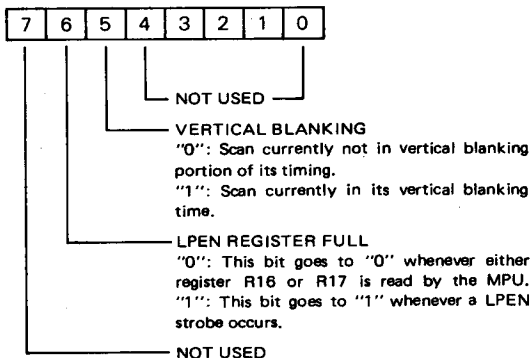 7 6 5 4 3 2 1 0
NOT USED
VERTICAL BLANKING
"0": Scan currently not in vertical blanking
portion of its timing.
"1": Scan currently in its vertical blanking
time.
LPEN REGISTER FULL
"0": This bit goes to "0" whenever either
register R16 or R17 is read by the MPU.
"1": This bit goes to "1" whenever a LPEN
strobe occurs.
NOT USED